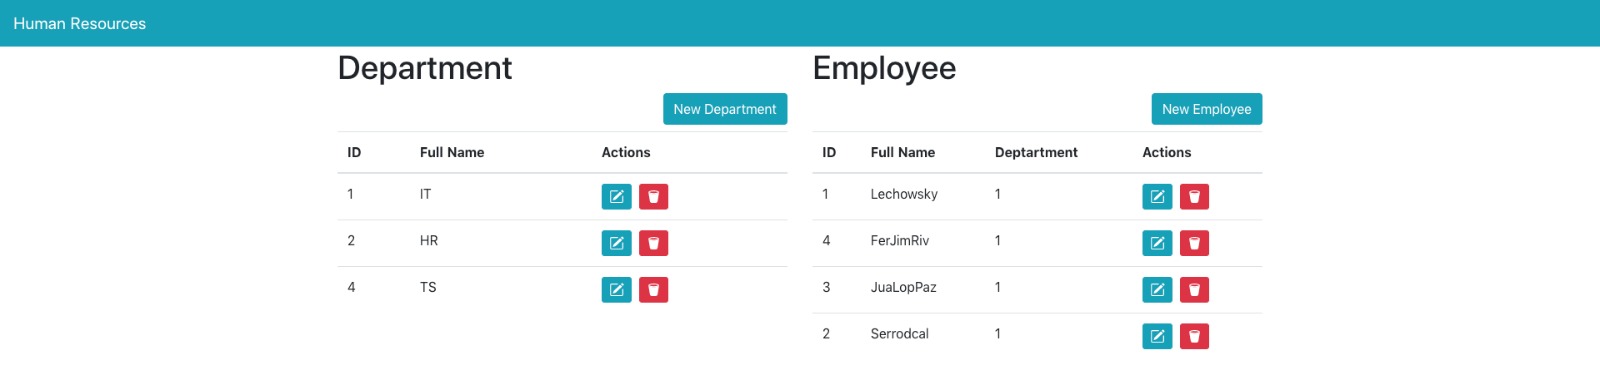 Human Resources
Department
New Department
ID Full Name Actions
1 IT
2 HR
4 TS
Employee
New Employee
ID Full Name Deptartment Actions
1 Lechowsky 1
4 FerJimRiv 1
3 JuaLopPaz 1
2 Serrodcal 1